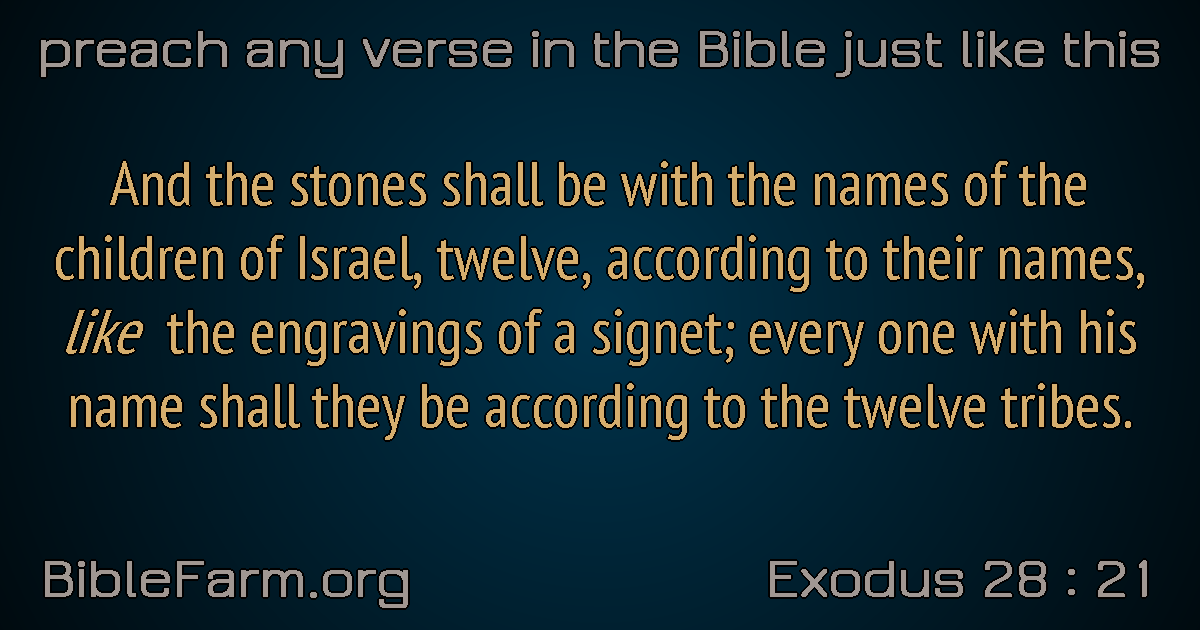 preach any verse in the Bible just like this
And the stones shall be with the names of the
children of Israel, twelve, according to their names,
like the engravings of a signet; every one with his
name shall they be according to the twelve tribes.
BibleFarm.org
Exodus 28 : 21